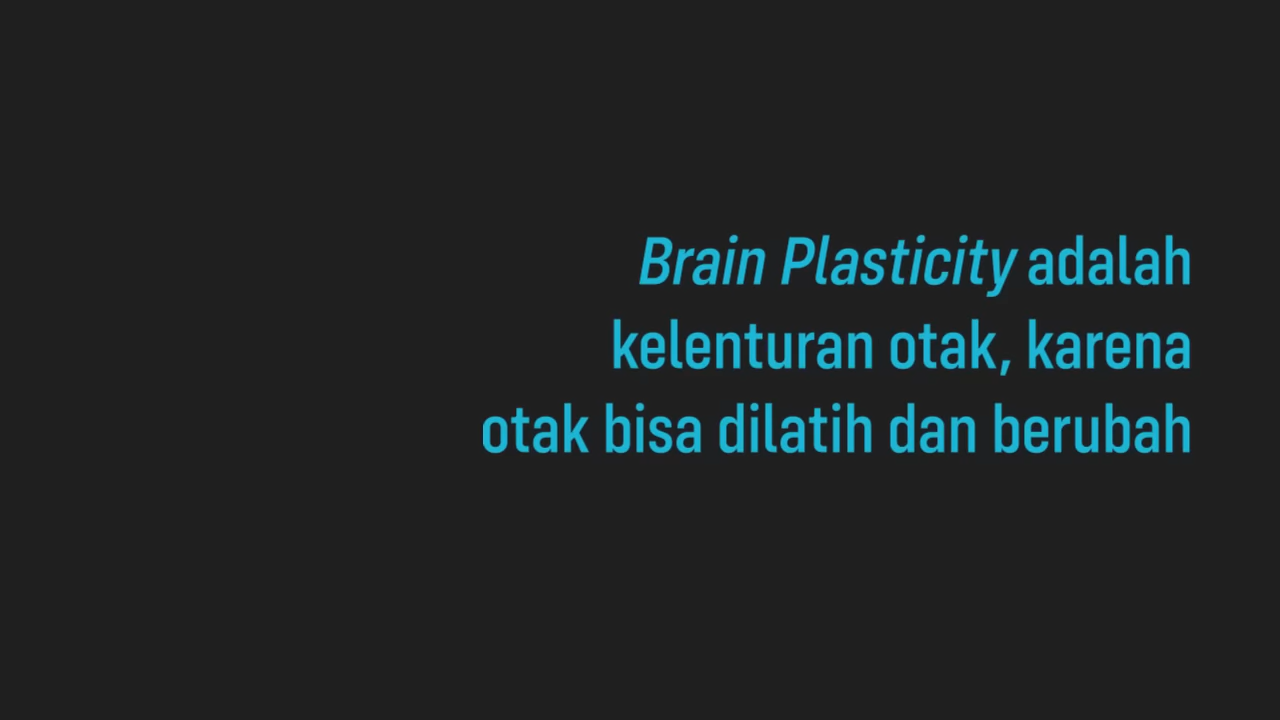 Brain Plasticity adalah
kelenturan otak, karena
otak bisa dilatih dan berubah